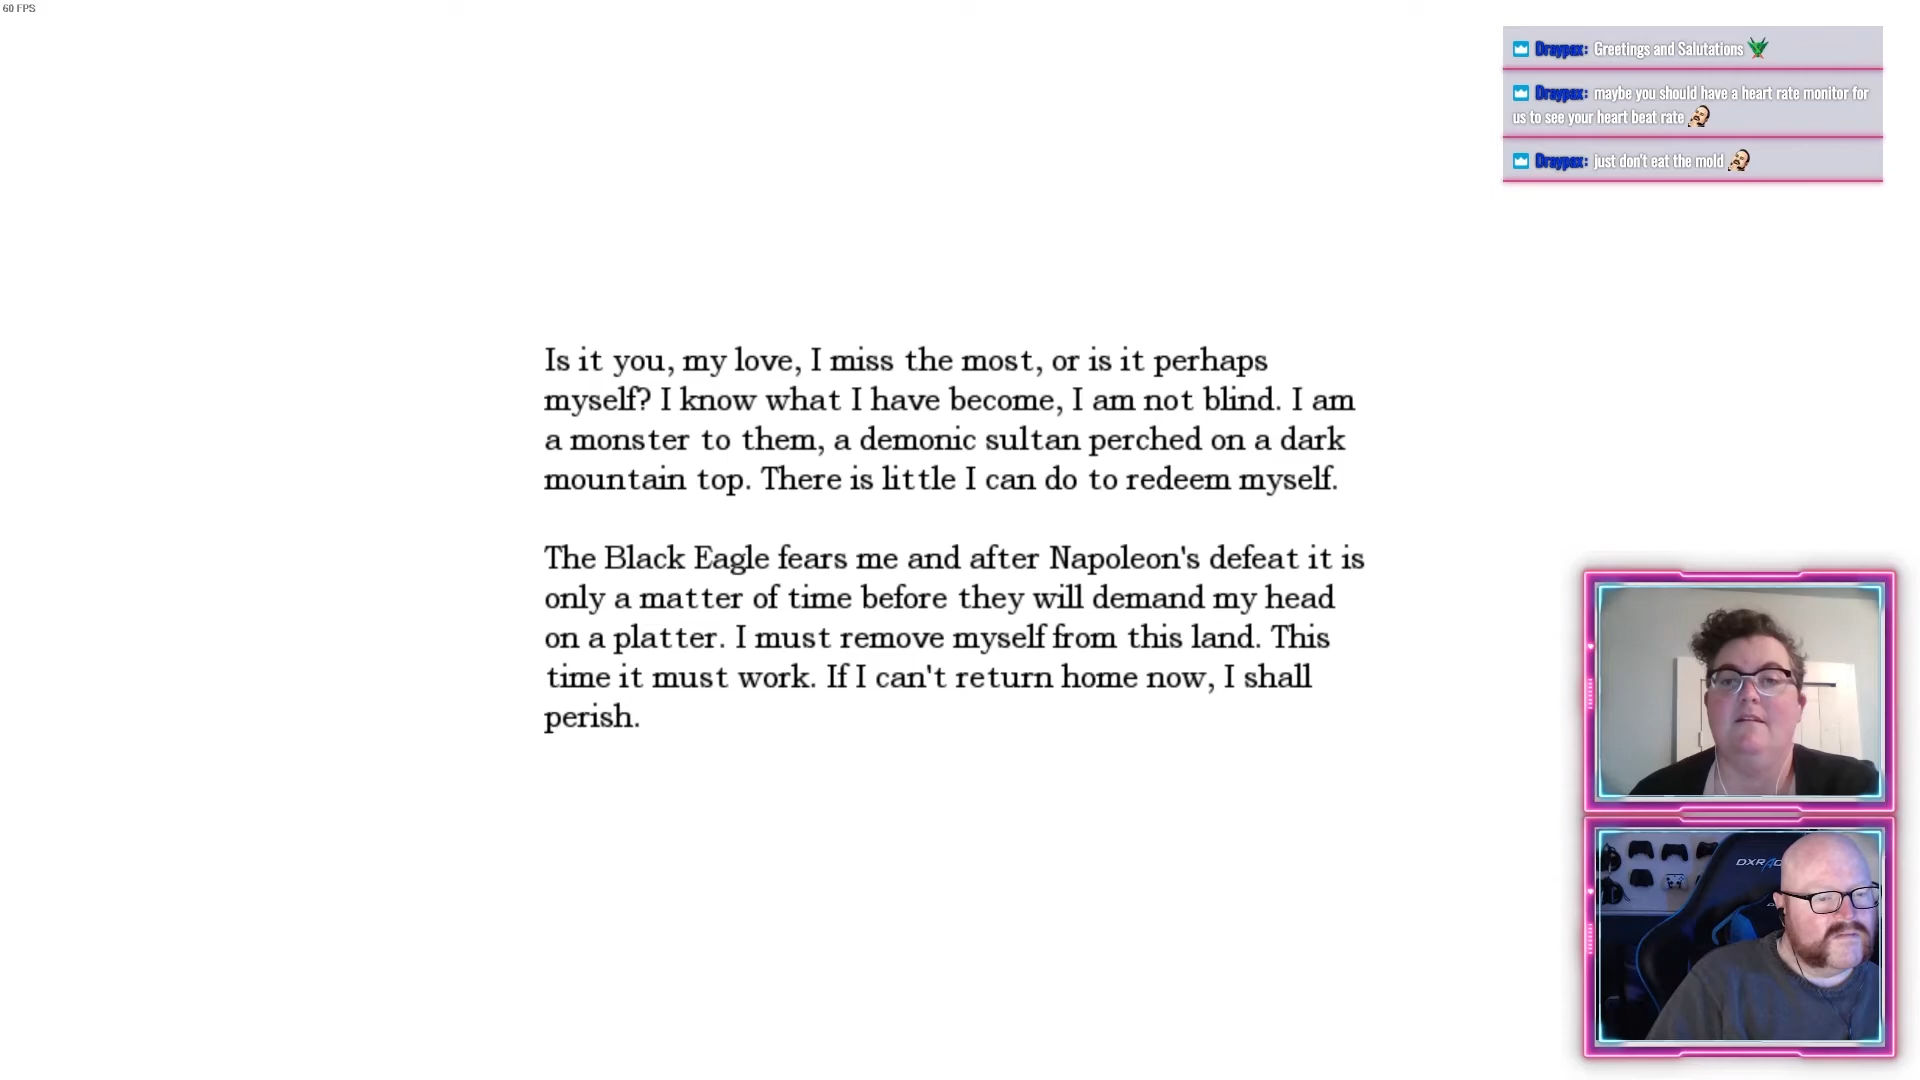 60 FPS
Draypax: Greetings and Salutations
Draypax: maybe you should have a heart rate monitor for
us to see your heart beat rate
Draypax: just don't eat the mold
Is it you, my love, I miss the most, or is it perhaps
myself? I know what I have become, I am not blind. I am
a monster to them, a demonic sultan perched on a dark
mountain top. There is little I can do to redeem myself.
The Black Eagle fears me and after Napoleon's defeat it is
only a matter of time before they will demand my head
on a platter. I must remove myself from this land. This
time it must work. If I can't return home now, I shall
perish.